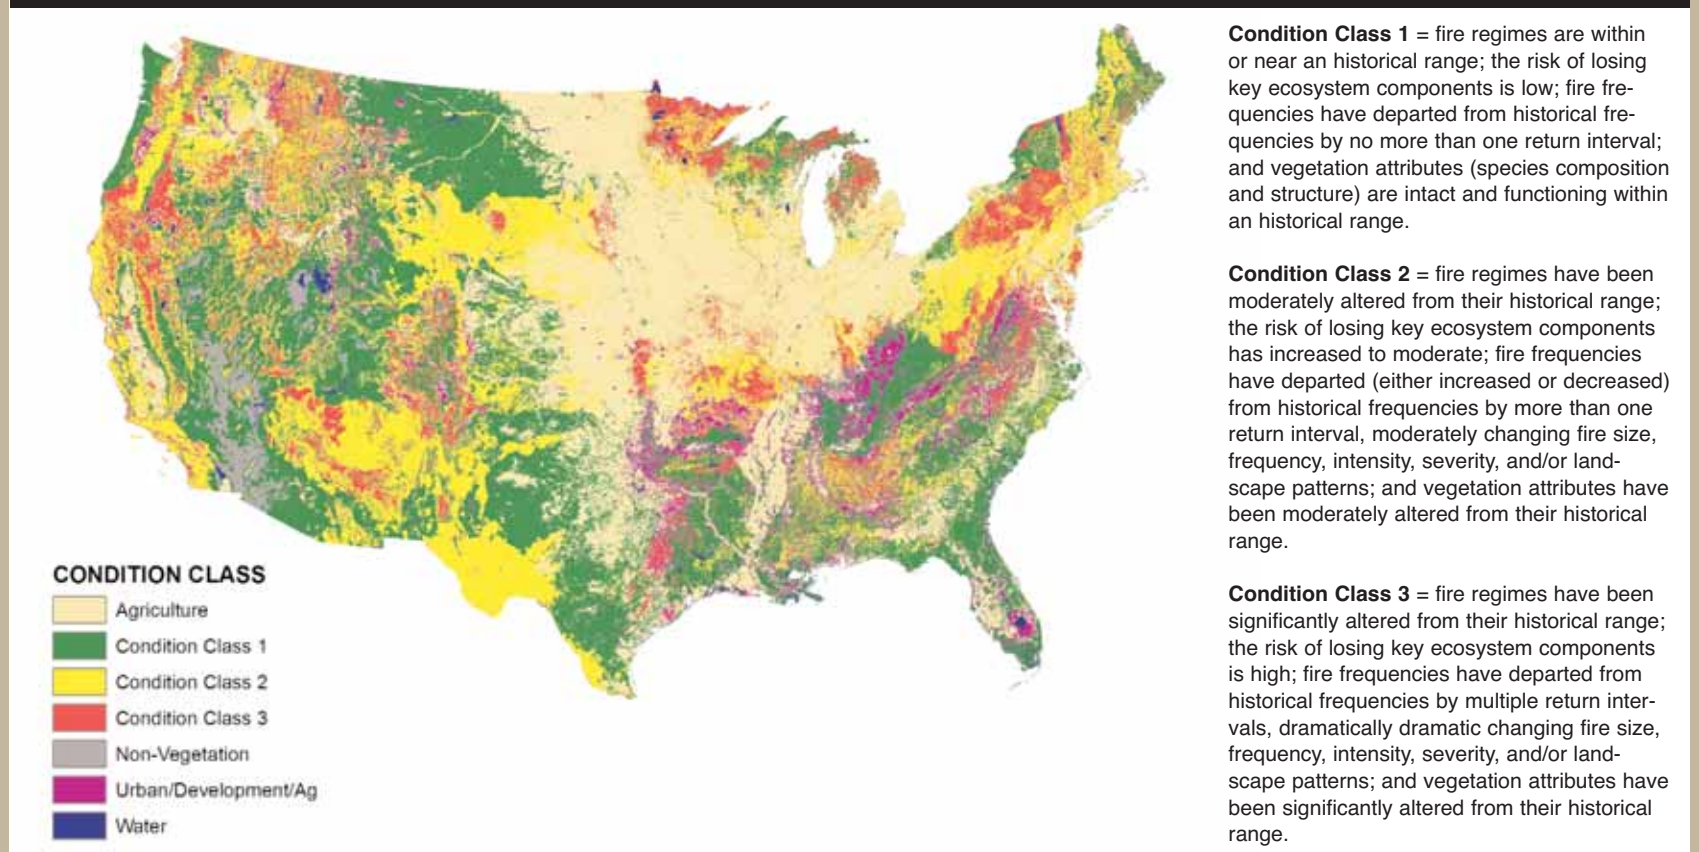 Condition Class 1 = fire regimes are within
or near an historical range; the risk of losing
key ecosystem components is low; fire fre-
quencies have departed from historical fre-
quencies by no more than one return interval;
and vegetation attributes (species composition
and structure) are intact and functioning within
an historical range.
Condition Class 2 = fire regimes have been
moderately altered from their historical range;
the risk of losing key ecosystem components
has increased to moderate; fire frequencies
have departed (either increased or decreased)
from historical frequencies by more than one
return interval, moderately changing fire size,
frequency, intensity, severity, and/or land-
scape patterns; and vegetation attributes have
been moderately altered from their historical
range.
Condition Class 3 = fire regimes have been
significantly altered from their historical range;
the risk of losing key ecosystem components
is high; fire frequencies have departed from
historical frequencies by multiple return inter-
vals, dramatically dramatic changing fire size,
frequency, intensity, severity, and/or land-
scape patterns; and vegetation attributes have
been significantly altered from their historical
range.
CONDITION CLASS
Agriculture
Condition Class 1
Condition Class 2
Condition Class 3
Non-Vegetation
Urban/Development/Ag
Water